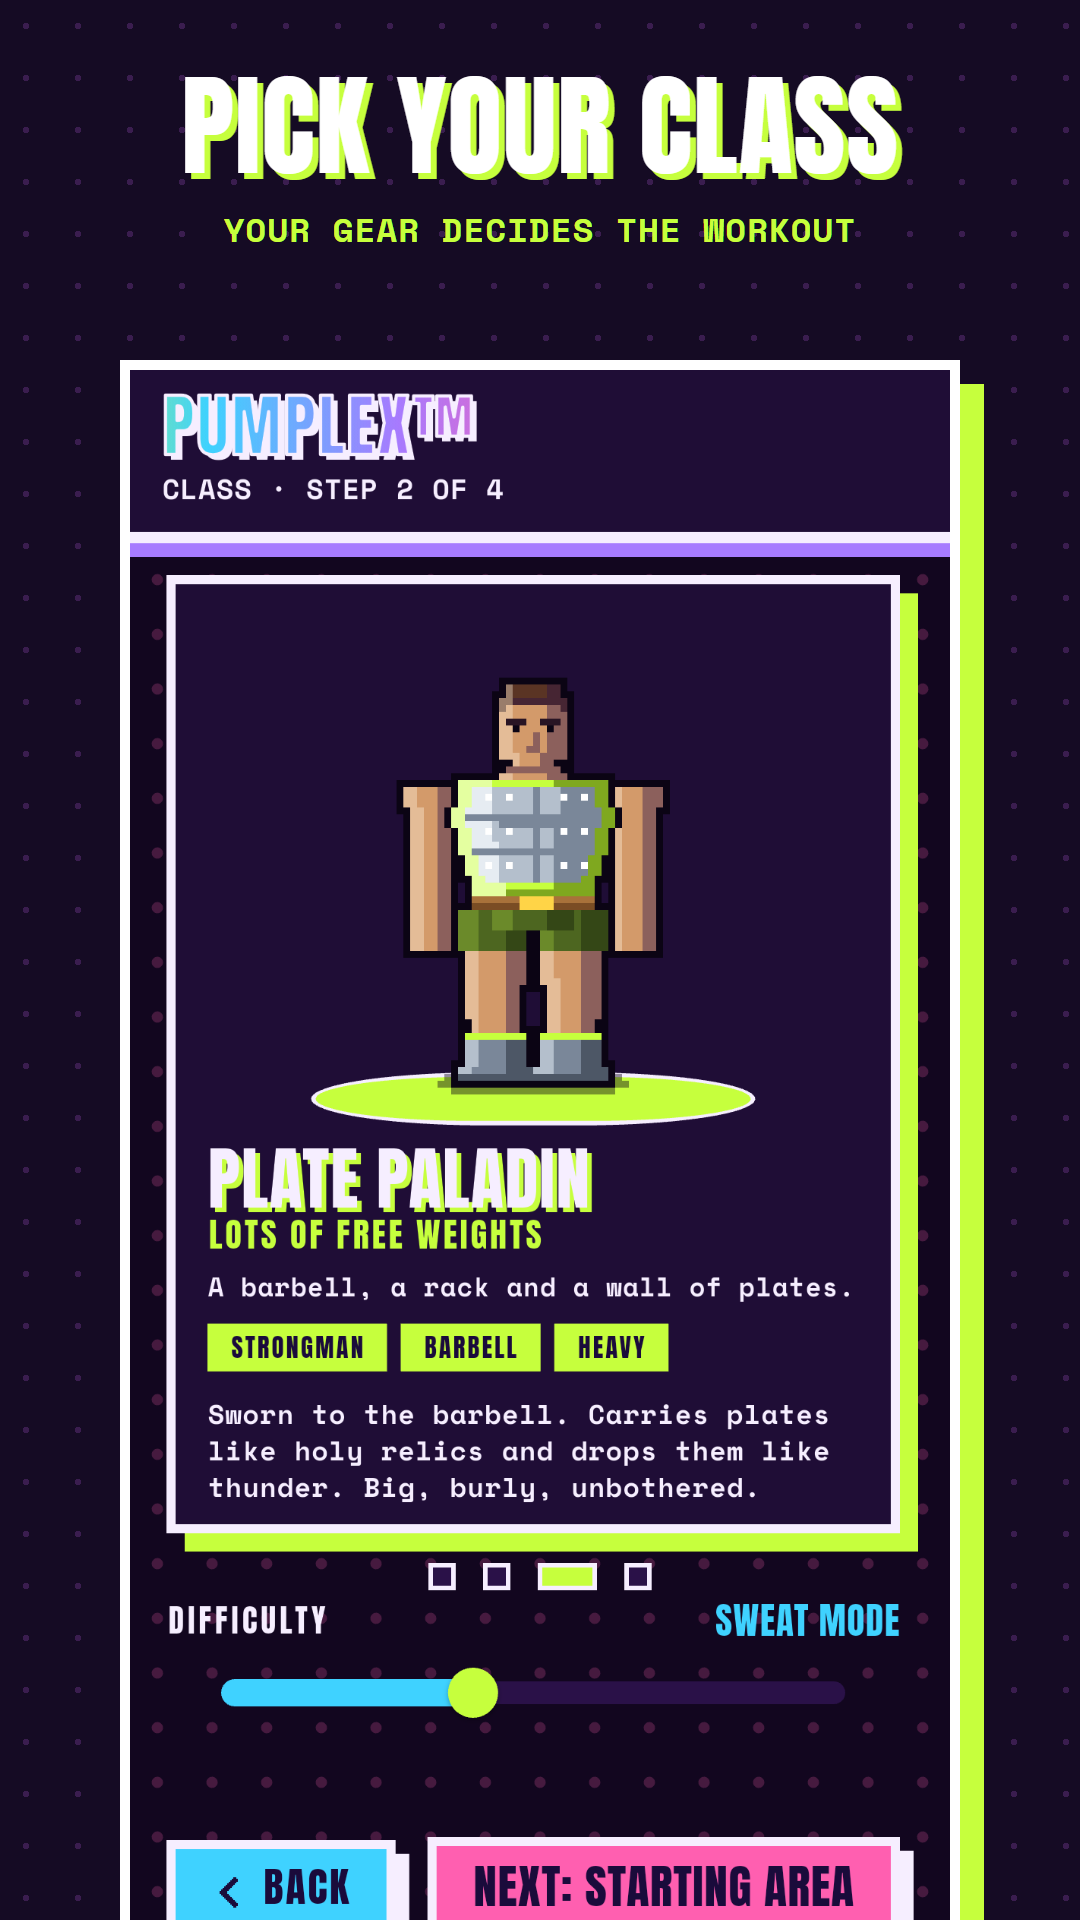 PICK YOUR CLASS
YOUR GEAR DECIDES THE WORKOUT
PUMPLEX™
CLASS · STEP 2 OF 4
PLATE PALADIN
LOTS OF FREE WEIGHTS
A barbell, a rack and a wall of plates.
STRONGMAN BARBELL HEAVY
Sworn to the barbell. Carries plates
like holy relics and drops them like
thunder. Big, burly, unbothered.
DIFFICULTY SWEAT MODE
BACK NEXT: STARTING AREA